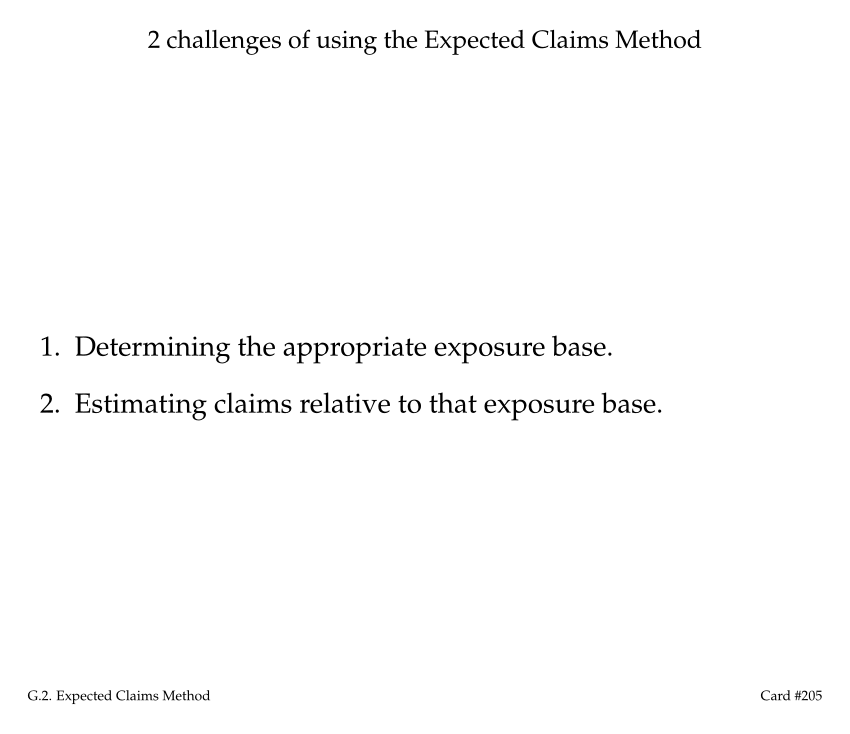 2 challenges of using the Expected Claims Method
1. Determining the appropriate exposure base.
2. Estimating claims relative to that exposure base.
G.2. Expected Claims Method
Card #205